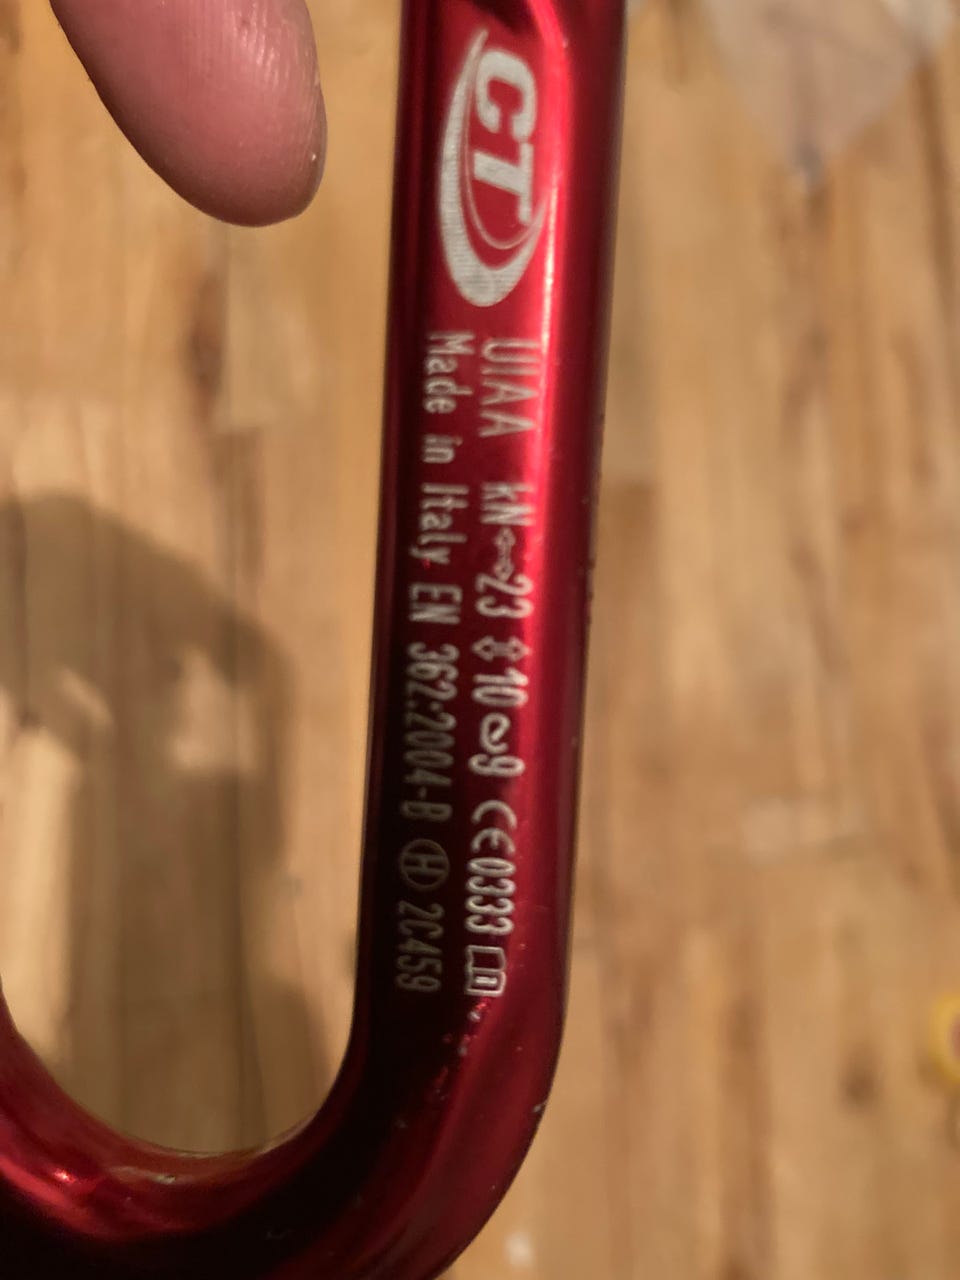 CT
UIAA kN ↔ 23 ↕ 10 9 CE0333
Made in Italy EN 362:2004-B H 2C459